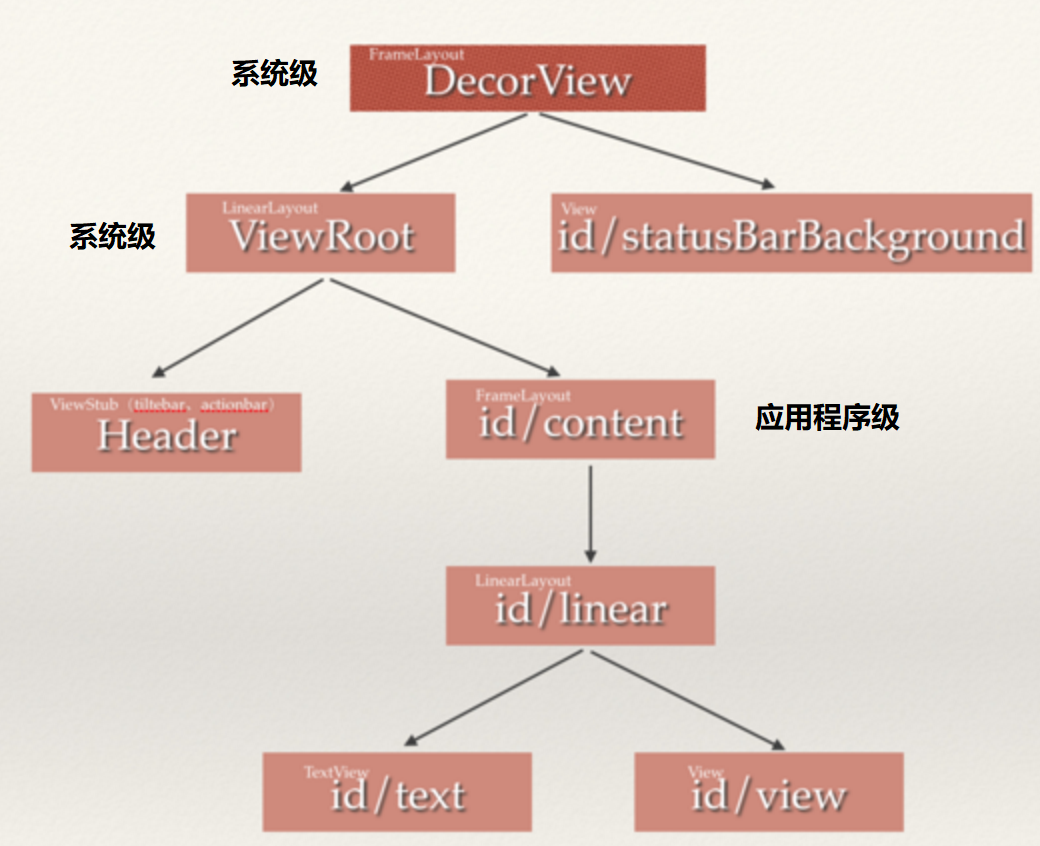 系统级
FrameLayout
DecorView
系统级
LinearLayout
ViewRoot
View
id/statusBarBackground
ViewStub（tiltebar、actionbar）
Header
FrameLayout
id/content
应用程序级
LinearLayout
id/linear
TextView
id/text
View
id/view